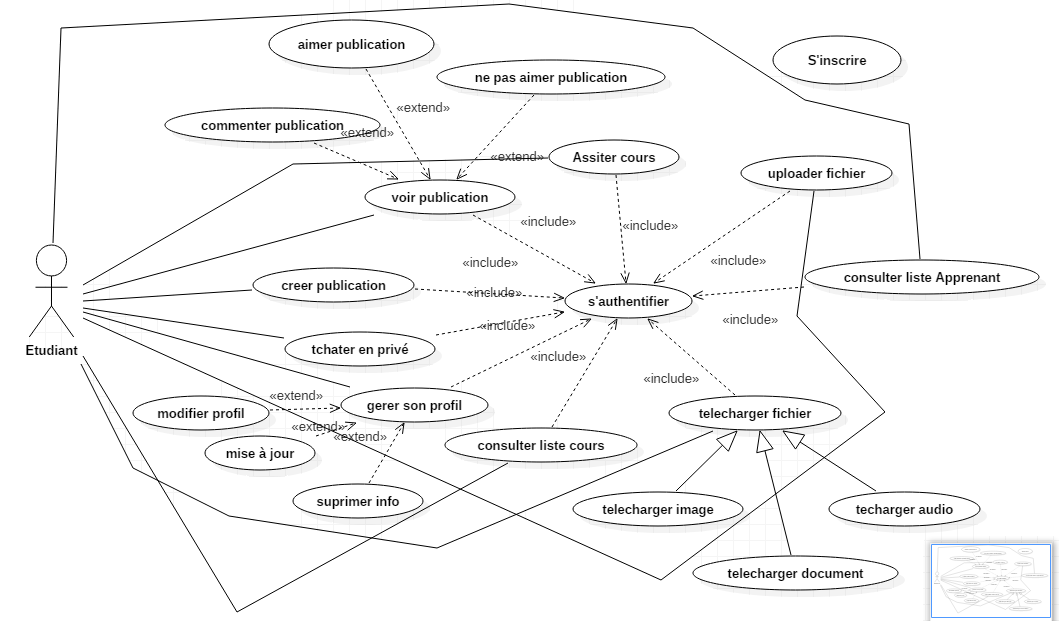 aimer publication
S'inscrire
ne pas aimer publication
«extend»
commenter publication
«extend»
«extend»
Assiter cours
uploader fichier
voir publication
«include»
«include»
«include»
«include»
consulter liste Apprenant
creer publication
«include»
s'authentifier
«include»
«include»
Etudiant
tchater en privé
«include»
«include»
«extend»
gerer son profil
modifier profil
telecharger fichier
«extend»
«extend»
mise à jour
consulter liste cours
suprimer info
telecharger image
techarger audio
telecharger document